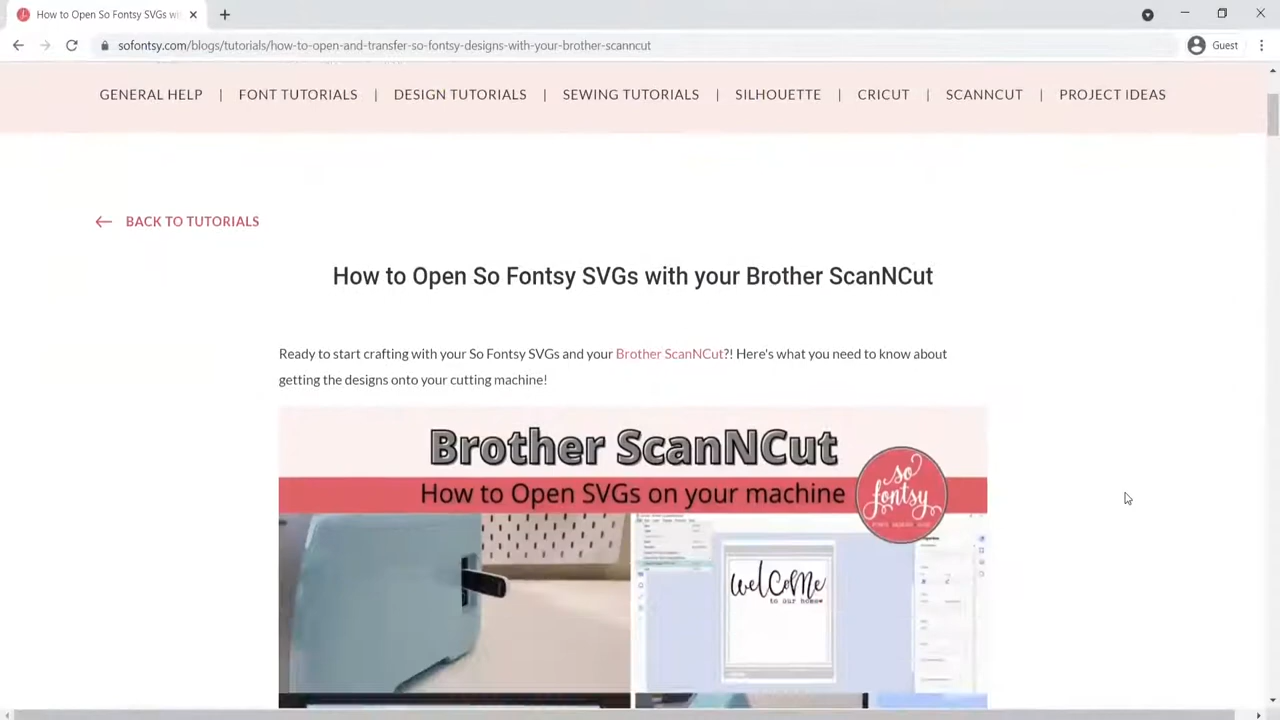 How to Open So Fontsy SVGs wi
sofontsy.com/blogs/tutorials/how-to-open-and-transfer-so-fontsy-designs-with-your-brother-scanncut
Guest
GENERAL HELP | FONT TUTORIALS | DESIGN TUTORIALS | SEWING TUTORIALS | SILHOUETTE | CRICUT | SCANNCUT | PROJECT IDEAS
BACK TO TUTORIALS
How to Open So Fontsy SVGs with your Brother ScanNCut
Ready to start crafting with your So Fontsy SVGs and your Brother ScanNCut?! Here's what you need to know about
getting the designs onto your cutting machine!
Brother ScanNCut
How to Open SVGs on your machine
so
fontsy
welcome
to our home